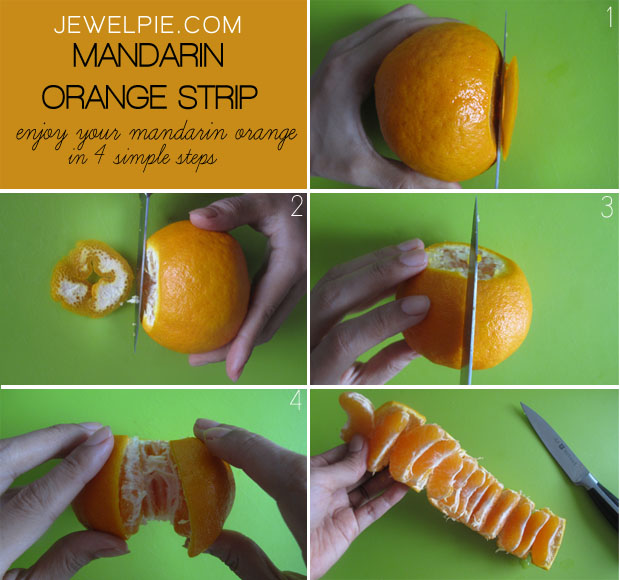 JEWELPIE.COM
MANDARIN
ORANGE STRIP
enjoy your mandarin orange
in 4 simple steps
1
2
3
4